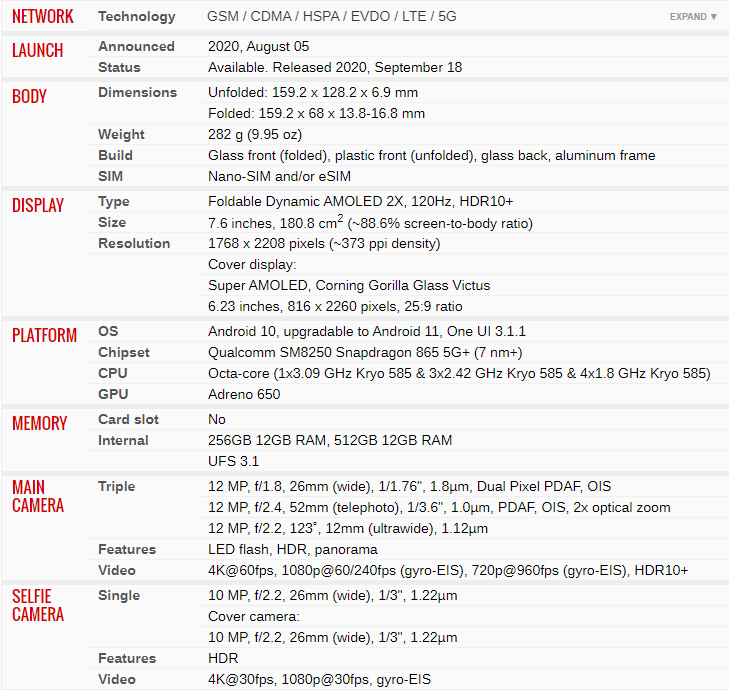 NETWORK Technology GSM / CDMA / HSPA / EVDO / LTE / 5G EXPAND ▼
LAUNCH Announced 2020, August 05
Status Available. Released 2020, September 18
BODY Dimensions Unfolded: 159.2 x 128.2 x 6.9 mm
Folded: 159.2 x 68 x 13.8-16.8 mm
Weight 282 g (9.95 oz)
Build Glass front (folded), plastic front (unfolded), glass back, aluminum frame
SIM Nano-SIM and/or eSIM
DISPLAY Type Foldable Dynamic AMOLED 2X, 120Hz, HDR10+
Size 7.6 inches, 180.8 cm2 (~88.6% screen-to-body ratio)
Resolution 1768 x 2208 pixels (~373 ppi density)
Cover display:
Super AMOLED, Corning Gorilla Glass Victus
6.23 inches, 816 x 2260 pixels, 25:9 ratio
PLATFORM OS Android 10, upgradable to Android 11, One UI 3.1.1
Chipset Qualcomm SM8250 Snapdragon 865 5G+ (7 nm+)
CPU Octa-core (1x3.09 GHz Kryo 585 & 3x2.42 GHz Kryo 585 & 4x1.8 GHz Kryo 585)
GPU Adreno 650
MEMORY Card slot No
Internal 256GB 12GB RAM, 512GB 12GB RAM
UFS 3.1
MAIN CAMERA Triple 12 MP, f/1.8, 26mm (wide), 1/1.76", 1.8µm, Dual Pixel PDAF, OIS
12 MP, f/2.4, 52mm (telephoto), 1/3.6", 1.0µm, PDAF, OIS, 2x optical zoom
12 MP, f/2.2, 123˚, 12mm (ultrawide), 1.12µm
Features LED flash, HDR, panorama
Video 4K@60fps, 1080p@60/240fps (gyro-EIS), 720p@960fps (gyro-EIS), HDR10+
SELFIE CAMERA Single 10 MP, f/2.2, 26mm (wide), 1/3", 1.22µm
Cover camera:
10 MP, f/2.2, 26mm (wide), 1/3", 1.22µm
Features HDR
Video 4K@30fps, 1080p@30fps, gyro-EIS